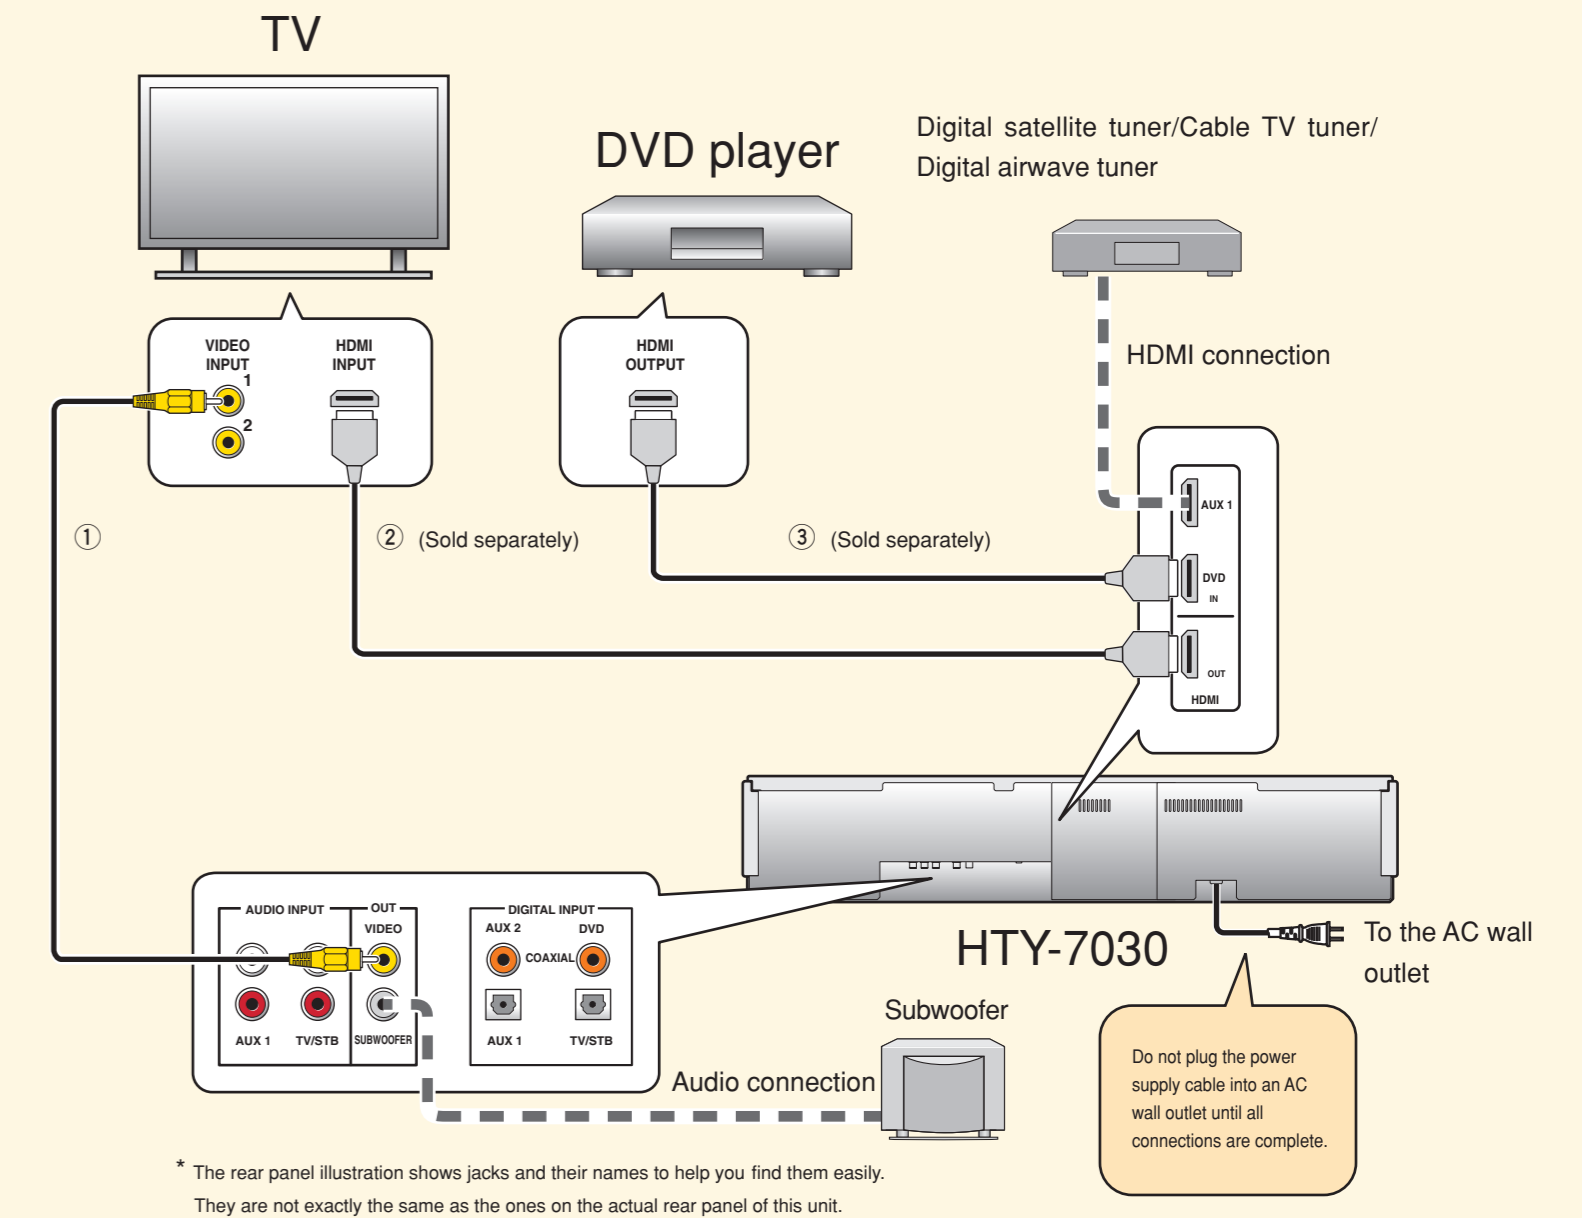 TV
DVD player
Digital satellite tuner/Cable TV tuner/
Digital airwave tuner
VIDEO
INPUT
1
2
HDMI
INPUT
HDMI
OUTPUT
HDMI connection
AUX 1
DVD
IN
OUT
HDMI
①
② (Sold separately)
③ (Sold separately)
AUDIO INPUT
OUT
VIDEO
AUX 1
TV/STB
SUBWOOFER
DIGITAL INPUT
AUX 2
DVD
COAXIAL
AUX 1
TV/STB
HTY-7030
To the AC wall
outlet
Subwoofer
Audio connection
Do not plug the power
supply cable into an AC
wall outlet until all
connections are complete.
* The rear panel illustration shows jacks and their names to help you find them easily.
They are not exactly the same as the ones on the actual rear panel of this unit.